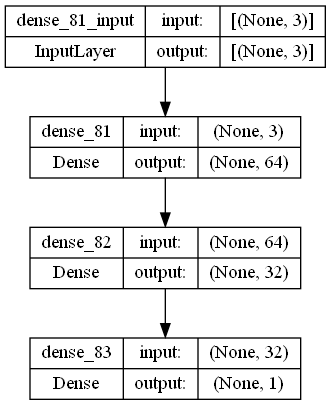 dense_81_input input: [(None, 3)]
InputLayer output: [(None, 3)]
dense_81 input: (None, 3)
Dense output: (None, 64)
dense_82 input: (None, 64)
Dense output: (None, 32)
dense_83 input: (None, 32)
Dense output: (None, 1)